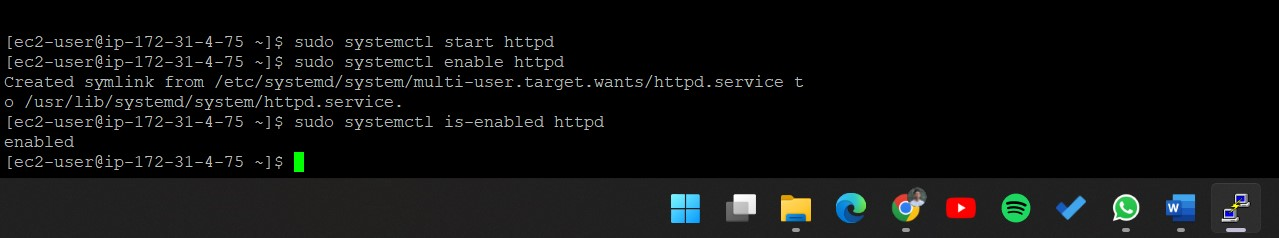 [ec2-user@ip-172-31-4-75 ~]$ sudo systemctl start httpd
[ec2-user@ip-172-31-4-75 ~]$ sudo systemctl enable httpd
Created symlink from /etc/systemd/system/multi-user.target.wants/httpd.service t
o /usr/lib/systemd/system/httpd.service.
[ec2-user@ip-172-31-4-75 ~]$ sudo systemctl is-enabled httpd
enabled
[ec2-user@ip-172-31-4-75 ~]$
W